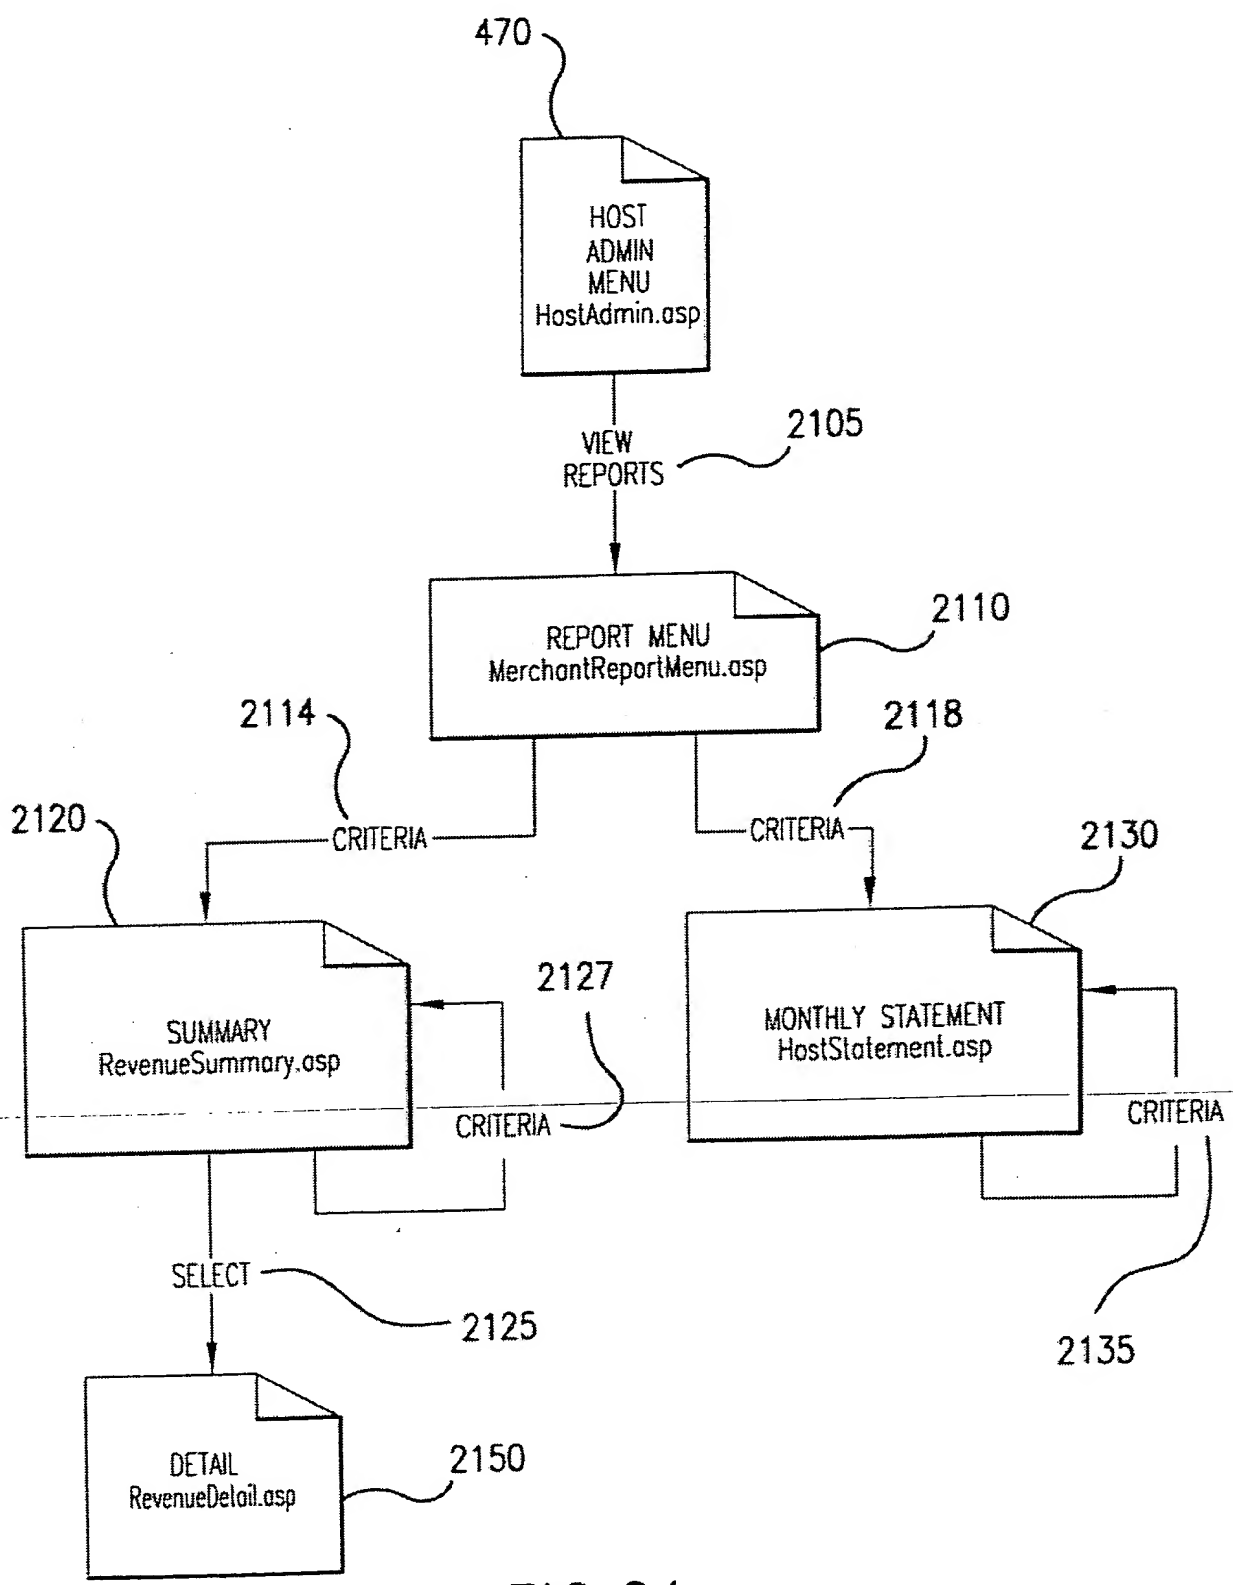 470
HOST
ADMIN
MENU
HostAdmin.asp
2105
VIEW
REPORTS
2110
REPORT MENU
MerchantReportMenu.asp
2114
2118
2120
CRITERIA
CRITERIA
2130
2127
SUMMARY
RevenueSummary.asp
MONTHLY STATEMENT
HostStatement.asp
CRITERIA
CRITERIA
SELECT
2125
2135
DETAIL
RevenueDetail.asp
2150